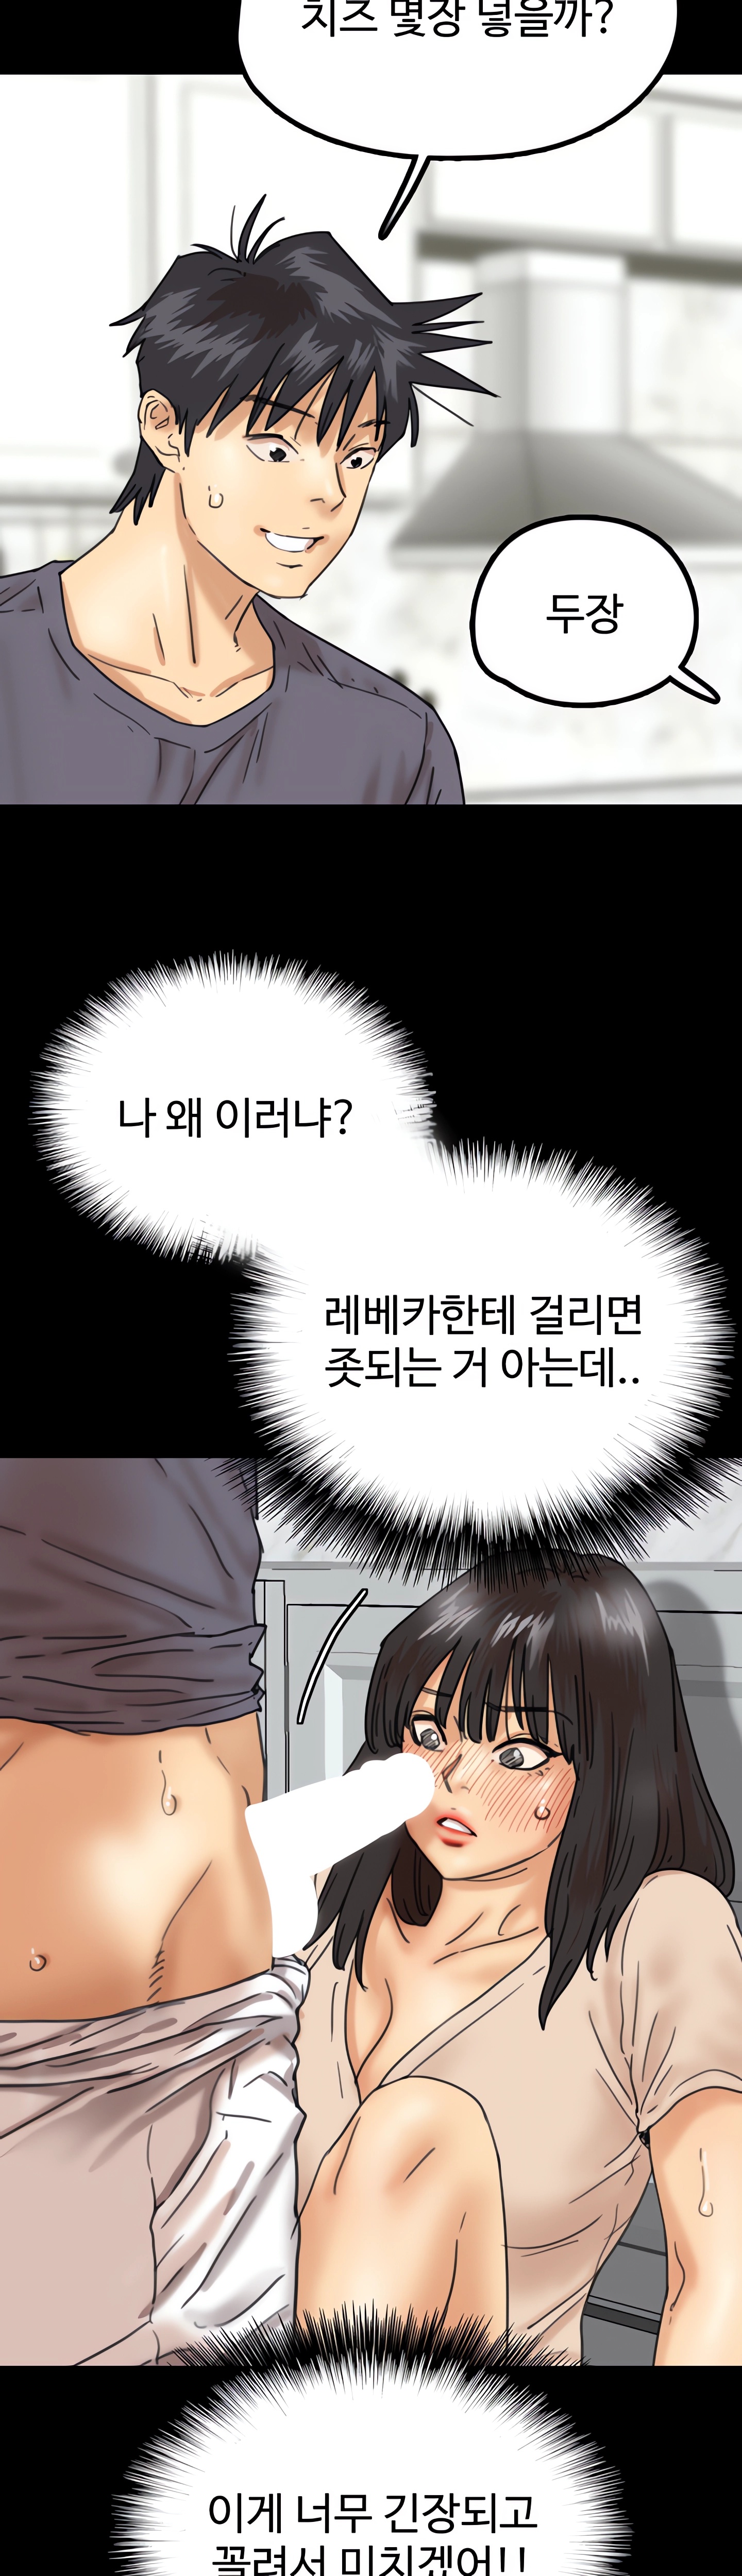 치즈 몇장 넣을까?
두장
나 왜 이러냐?
레베카한테 걸리면
좃되는 거 아는데..
이게 너무 긴장되고
꼴려서 미치겠어!!